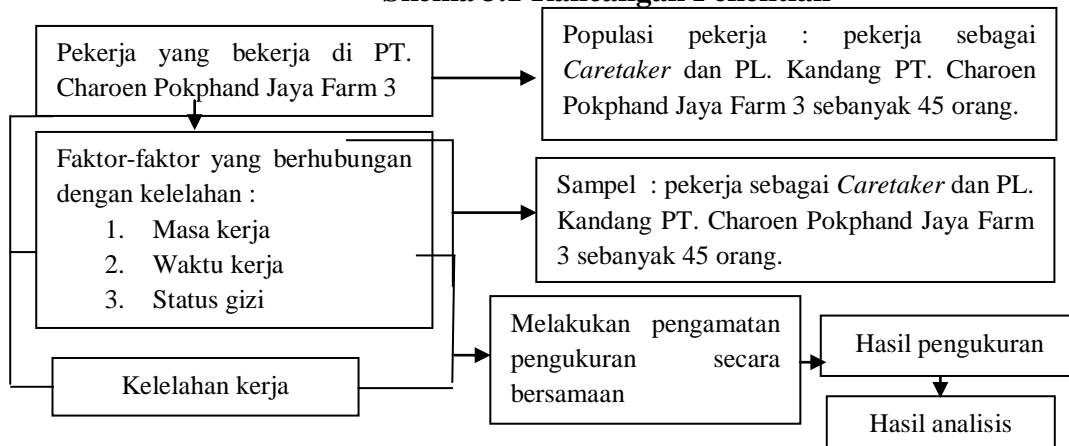 Skema 3.1 Rancangan Penelitian
Pekerja yang bekerja di PT.
Charoen Pokphand Jaya Farm 3
Populasi pekerja : pekerja sebagai
Caretaker dan PL. Kandang PT. Charoen
Pokphand Jaya Farm 3 sebanyak 45 orang.
Faktor-faktor yang berhubungan
dengan kelelahan :
1. Masa kerja
2. Waktu kerja
3. Status gizi
Sampel : pekerja sebagai Caretaker dan PL.
Kandang PT. Charoen Pokphand Jaya Farm
3 sebanyak 45 orang.
Kelelahan kerja
Melakukan pengamatan
pengukuran secara
bersamaan
Hasil pengukuran
Hasil analisis